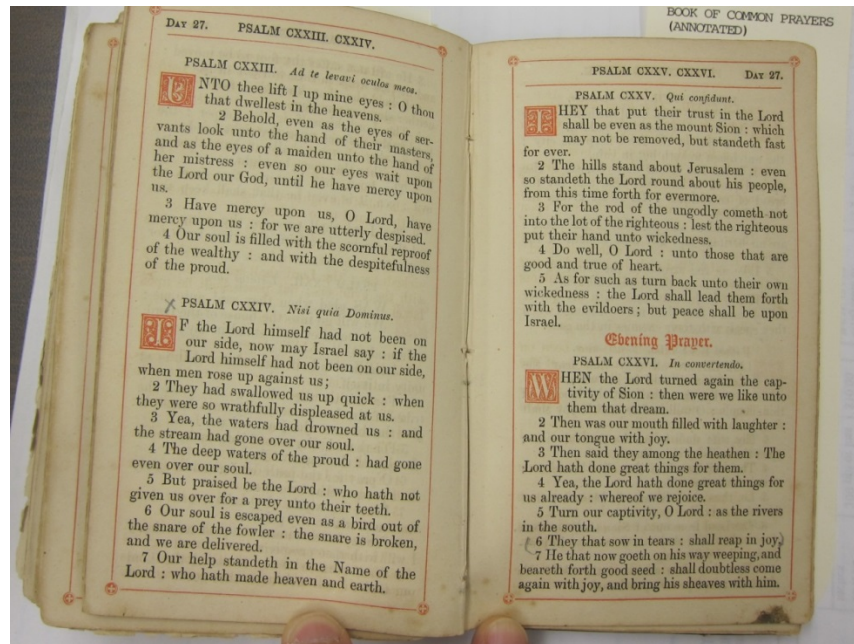 DAY 27. PSALM CXXIII. CXXIV.
PSALM CXXIII. Ad te levavi oculos meos.
UNTO thee lift I up mine eyes : O thou
that dwellest in the heavens.
2 Behold, even as the eyes of ser-
vants look unto the hand of their masters,
and as the eyes of a maiden unto the hand of
her mistress : even so our eyes wait upon
the Lord our God, until he have mercy upon
us.
3 Have mercy upon us, O Lord, have
mercy upon us : for we are utterly despised.
4 Our soul is filled with the scornful reproof
of the wealthy : and with the despitefulness
of the proud.
PSALM CXXIV. Nisi quia Dominus.
IF the Lord himself had not been on
our side, now may Israel say : if the
Lord himself had not been on our side,
when men rose up against us;
2 They had swallowed us up quick : when
they were so wrathfully displeased at us.
3 Yea, the waters had drowned us : and
the stream had gone over our soul.
4 The deep waters of the proud : had gone
even over our soul.
5 But praised be the Lord : who hath not
given us over for a prey unto their teeth.
6 Our soul is escaped even as a bird out of
the snare of the fowler : the snare is broken,
and we are delivered.
7 Our help standeth in the Name of the
Lord : who hath made heaven and earth.
BOOK OF COMMON PRAYERS
(ANNOTATED)
PSALM CXXV. CXXVI. DAY 27.
PSALM CXXV. Qui confidunt.
THEY that put their trust in the Lord
shall be even as the mount Sion : which
may not be removed, but standeth fast
for ever.
2 The hills stand about Jerusalem : even
so standeth the Lord round about his people,
from this time forth for evermore.
3 For the rod of the ungodly cometh not
into the lot of the righteous : lest the righteous
put their hand unto wickedness.
4 Do well, O Lord : unto those that are
good and true of heart.
5 As for such as turn back unto their own
wickedness : the Lord shall lead them forth
with the evildoers; but peace shall be upon
Israel.
Evening Prayer.
PSALM CXXVI. In convertendo.
WHEN the Lord turned again the cap-
tivity of Sion : then were we like unto
them that dream.
2 Then was our mouth filled with laughter :
and our tongue with joy.
3 Then said they among the heathen : The
Lord hath done great things for them.
4 Yea, the Lord hath done great things for
us already : whereof we rejoice.
5 Turn our captivity, O Lord : as the rivers
in the south.
6 They that sow in tears : shall reap in joy.
7 He that now goeth on his way weeping, and
beareth forth good seed : shall doubtless come
again with joy, and bring his sheaves with him.